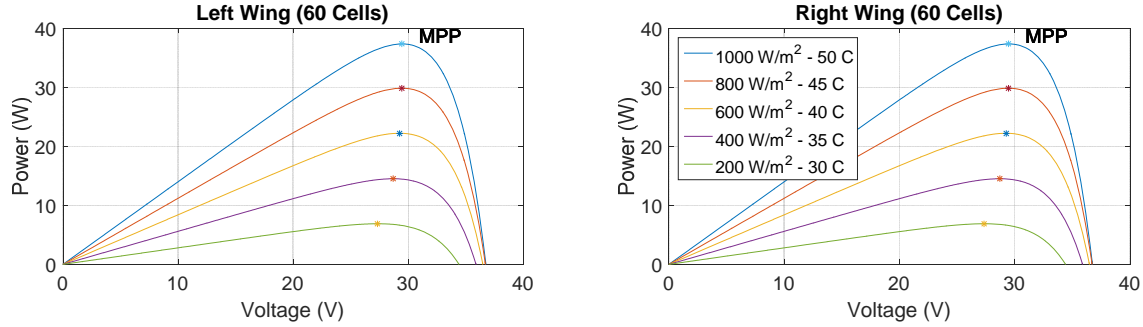 Left Wing (60 Cells)
MPP
Power (W)
40
30
20
10
0
0 10 20 30 40
Voltage (V)
Right Wing (60 Cells)
MPP
1000 W/m² - 50 C
800 W/m² - 45 C
600 W/m² - 40 C
400 W/m² - 35 C
200 W/m² - 30 C
Power (W)
40
30
20
10
0
0 10 20 30 40
Voltage (V)